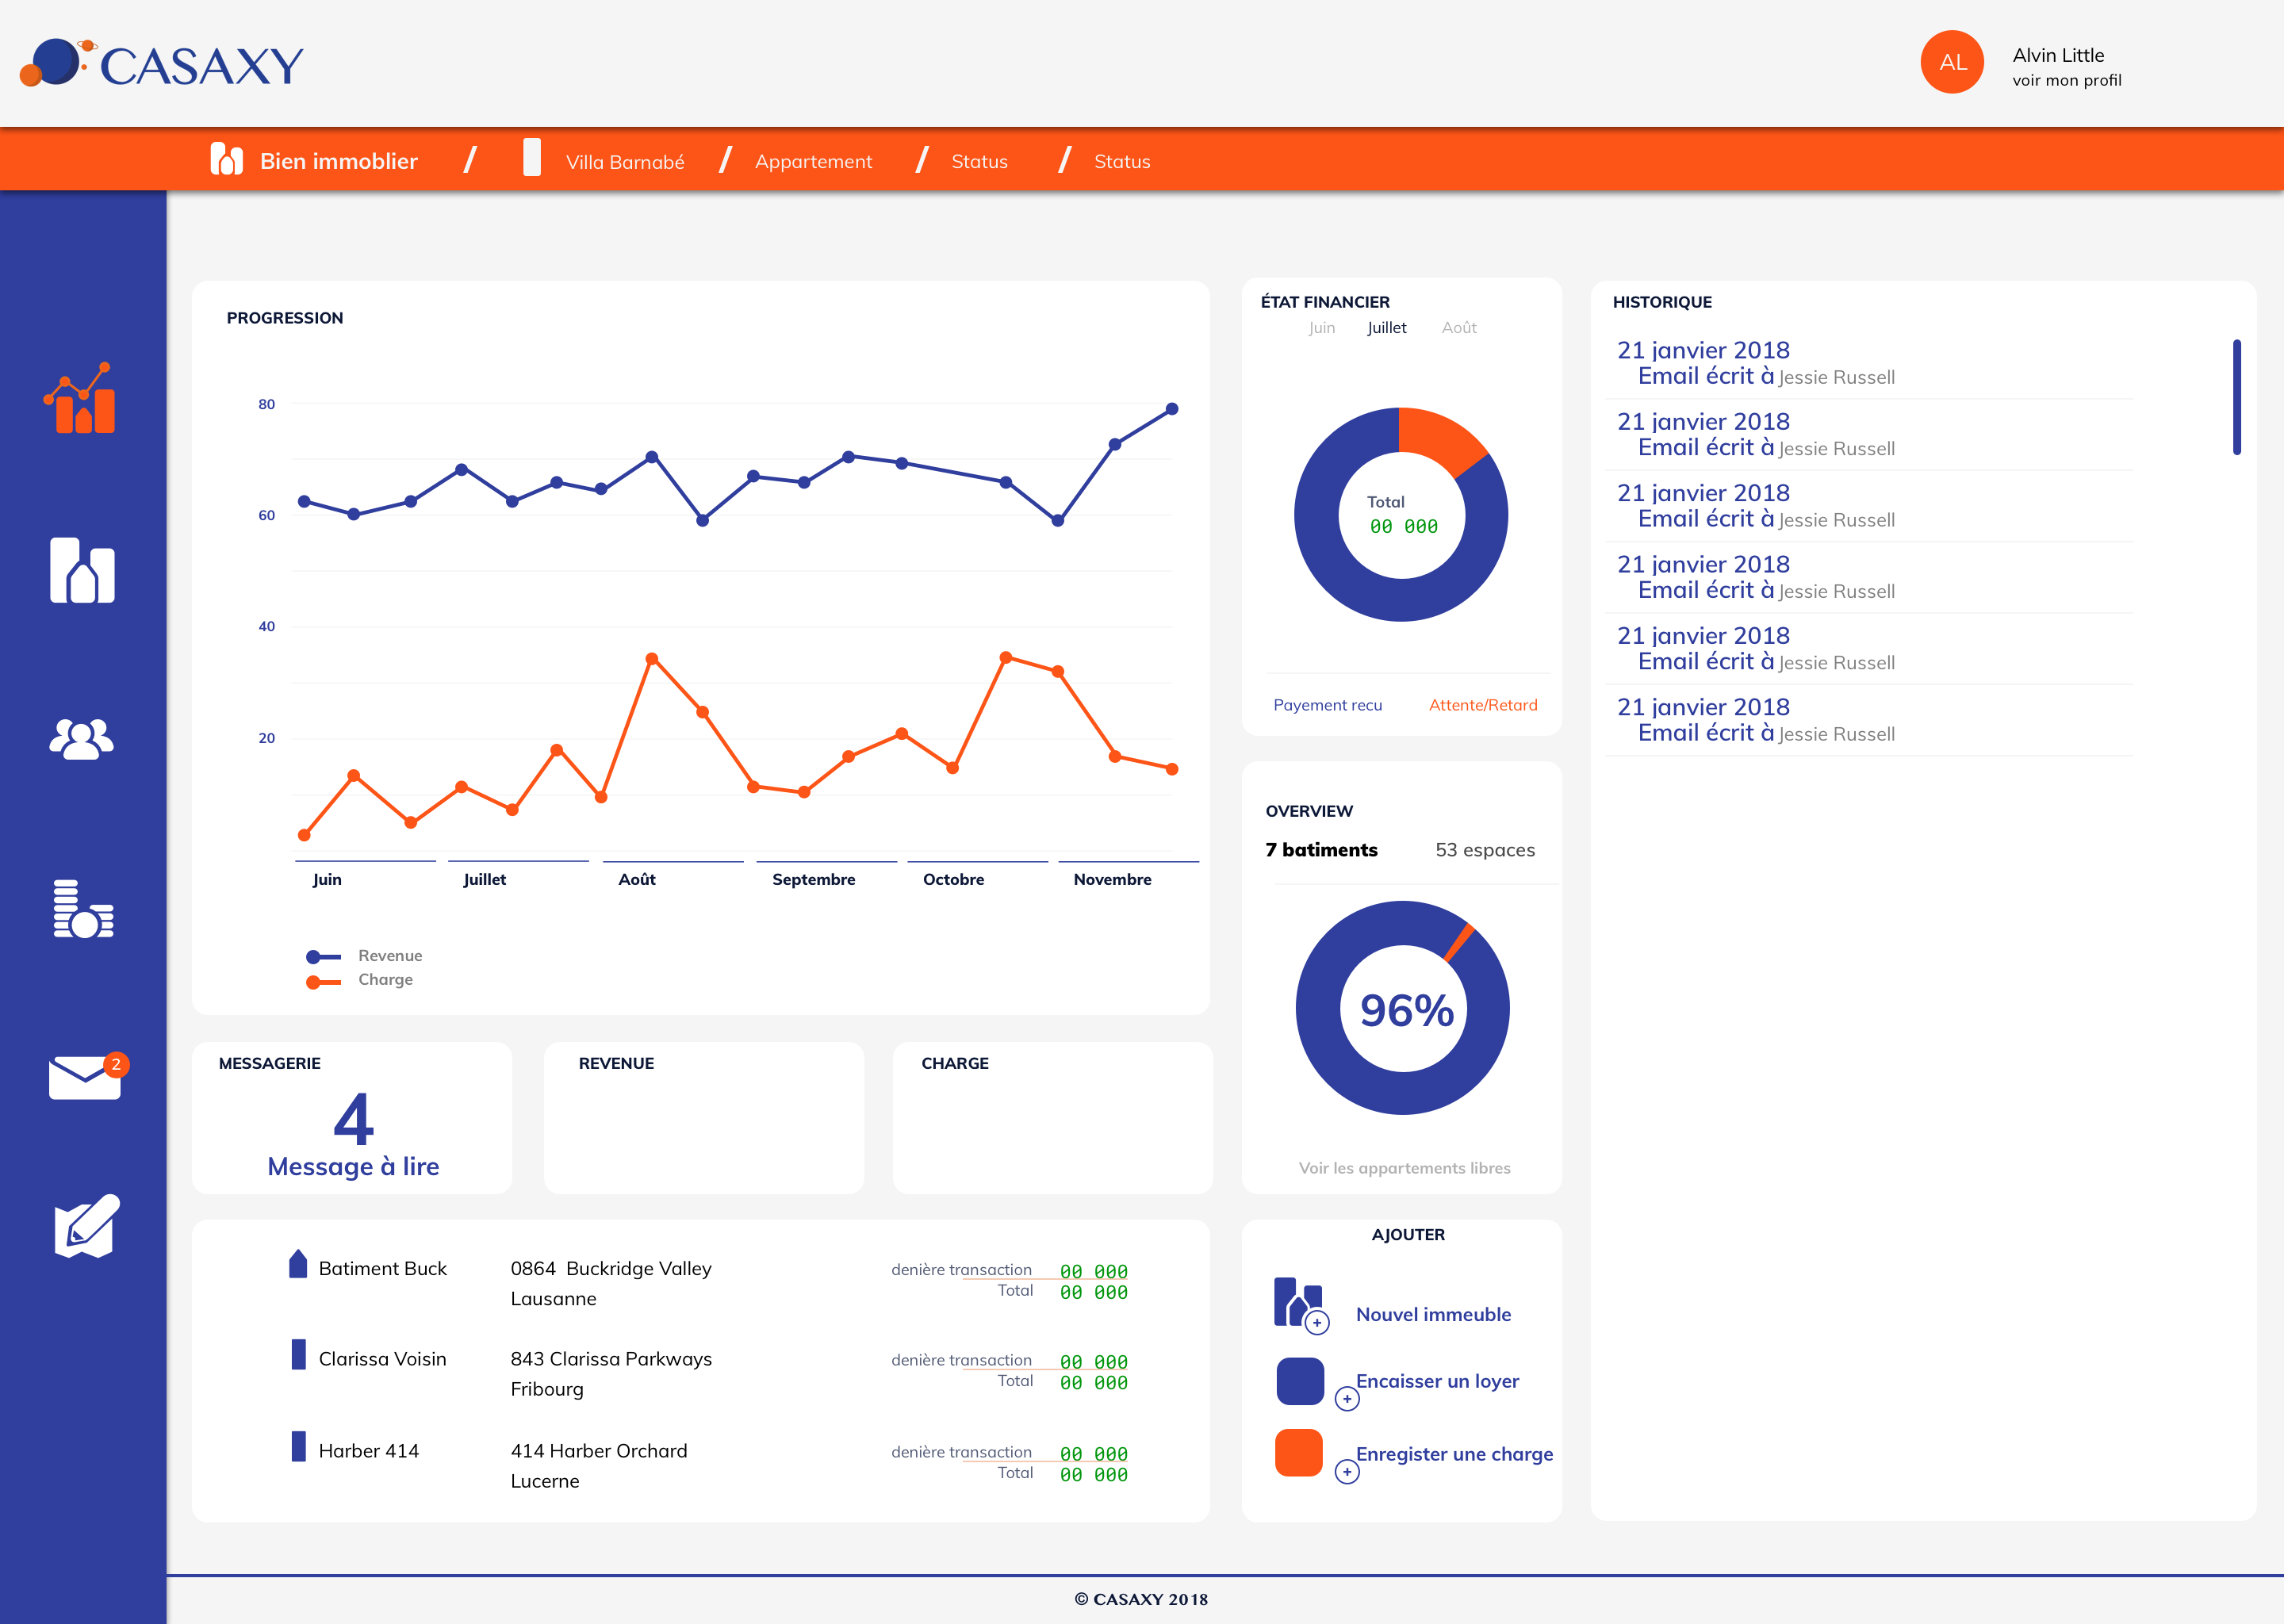 CASAXY
AL
Alvin Little
voir mon profil
Bien immoblier / Villa Barnabé / Appartement / Status / Status
PROGRESSION
80
60
40
20
Juin Juillet Août Septembre Octobre Novembre
Revenue
Charge
ÉTAT FINANCIER
Juin Juillet Août
Total
00 000
Payement recu Attente/Retard
HISTORIQUE
21 janvier 2018
Email écrit à Jessie Russell
21 janvier 2018
Email écrit à Jessie Russell
21 janvier 2018
Email écrit à Jessie Russell
21 janvier 2018
Email écrit à Jessie Russell
21 janvier 2018
Email écrit à Jessie Russell
21 janvier 2018
Email écrit à Jessie Russell
OVERVIEW
7 batiments 53 espaces
96%
Voir les appartements libres
2
MESSAGERIE
4
Message à lire
REVENUE
CHARGE
Batiment Buck 0864 Buckridge Valley denière transaction 00 000
Lausanne Total 00 000
Clarissa Voisin 843 Clarissa Parkways denière transaction 00 000
Fribourg Total 00 000
Harber 414 414 Harber Orchard denière transaction 00 000
Lucerne Total 00 000
AJOUTER
+ Nouvel immeuble
+ Encaisser un loyer
+ Enregister une charge
© CASAXY 2018